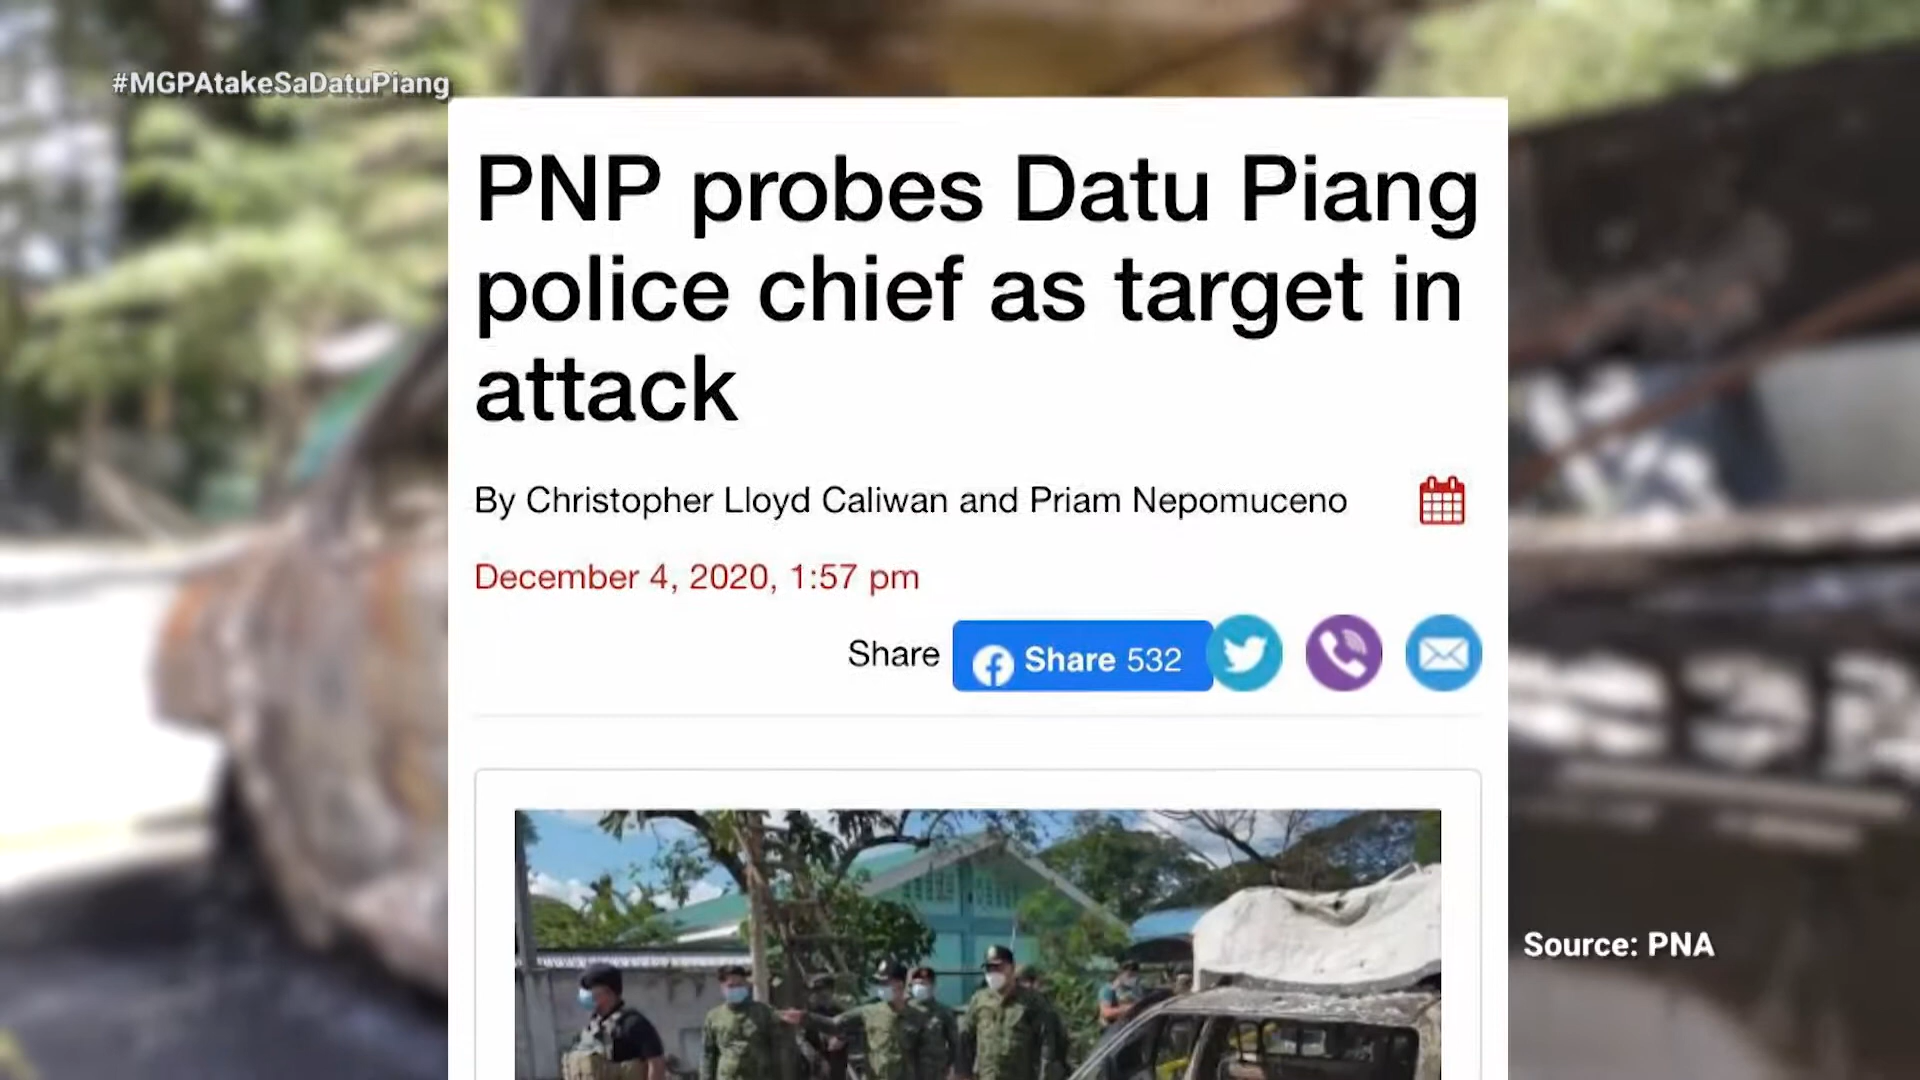 #MGPAtakeSaDatuPiang
PNP probes Datu Piang
police chief as target in
attack
By Christopher Lloyd Caliwan and Priam Nepomuceno
December 4, 2020, 1:57 pm
Share
Share 532
Source: PNA